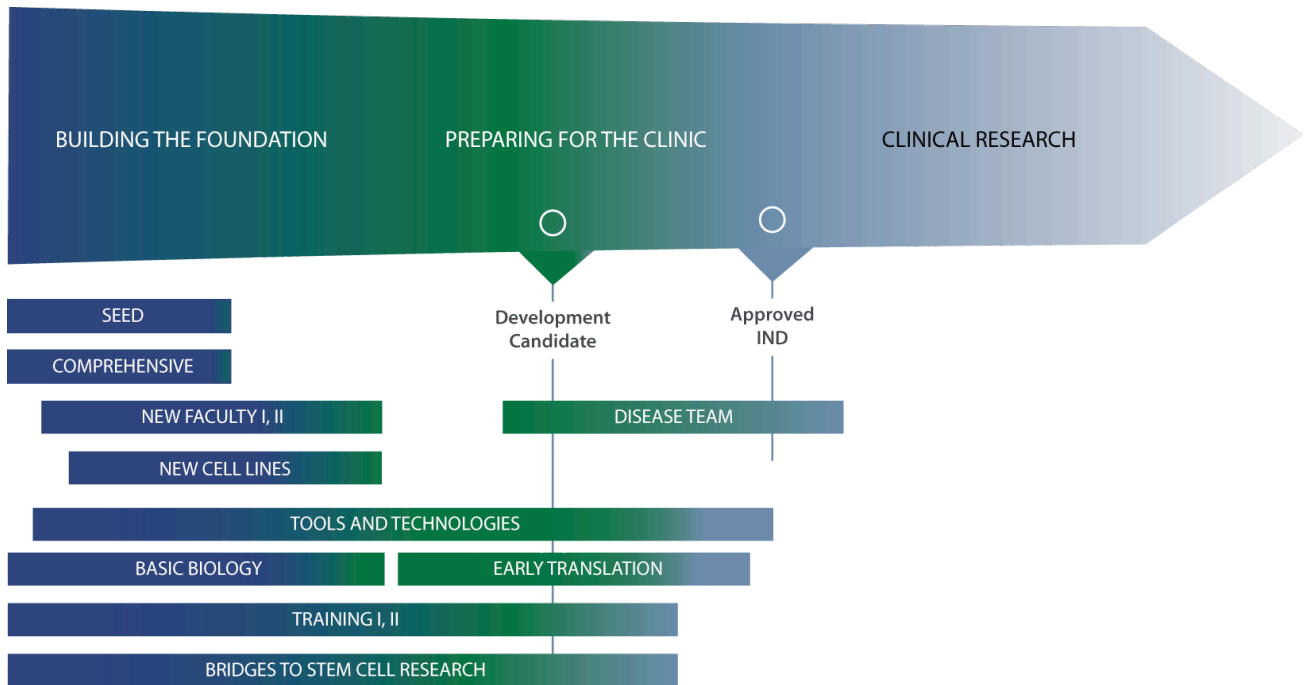 BUILDING THE FOUNDATION
PREPARING FOR THE CLINIC
CLINICAL RESEARCH
Development
Candidate
Approved
IND
SEED
COMPREHENSIVE
NEW FACULTY I, II
DISEASE TEAM
NEW CELL LINES
TOOLS AND TECHNOLOGIES
BASIC BIOLOGY
EARLY TRANSLATION
TRAINING I, II
BRIDGES TO STEM CELL RESEARCH